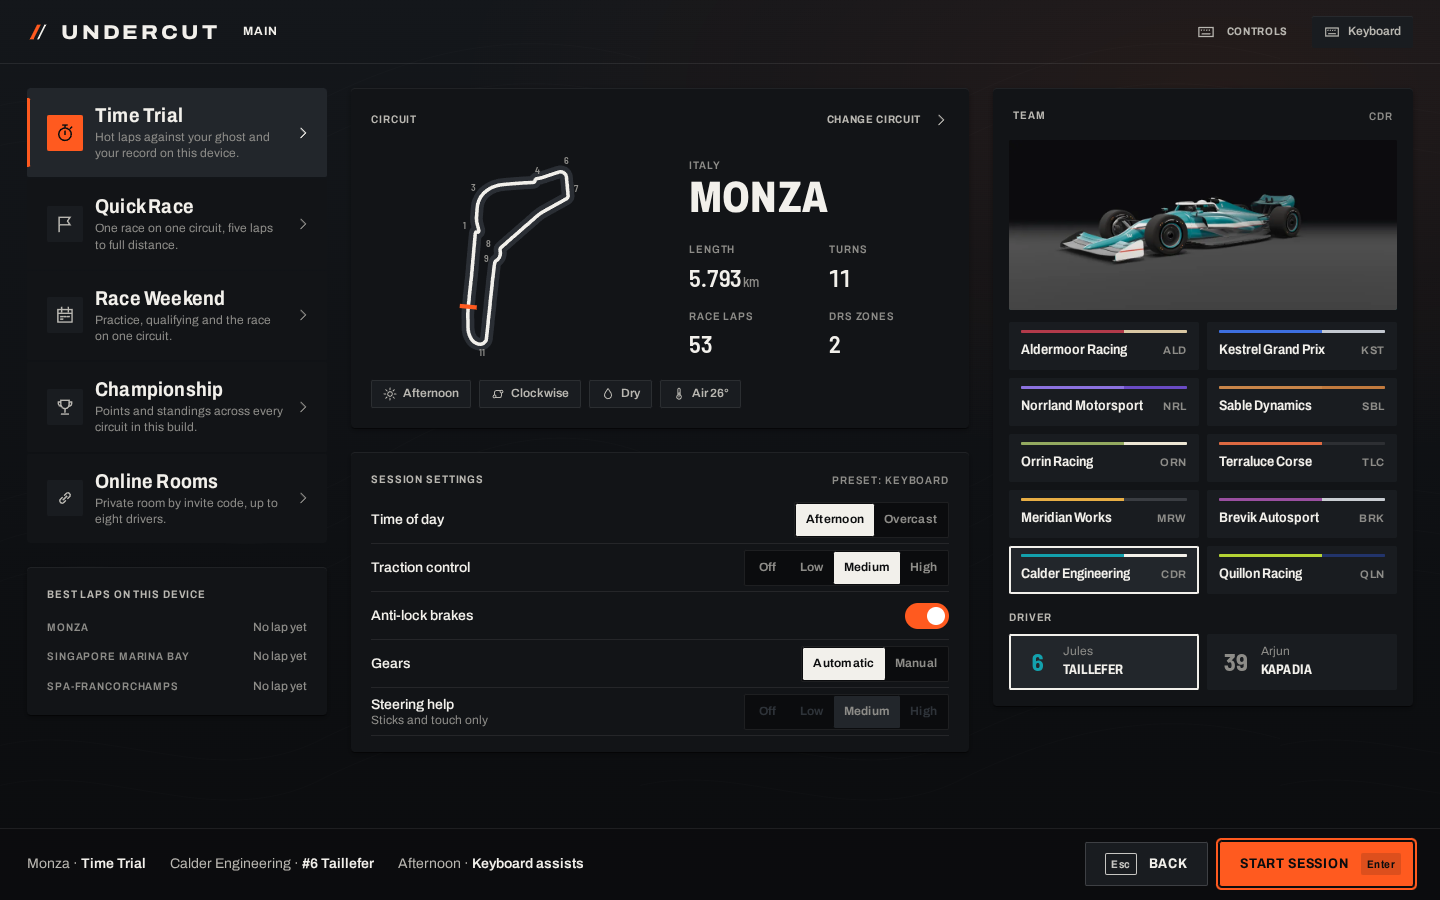 // UNDERCUT MAIN
CONTROLS
Keyboard
Time Trial
Hot laps against your ghost and
your record on this device.
Quick Race
One race on one circuit, five laps
to full distance.
Race Weekend
Practice, qualifying and the race
on one circuit.
Championship
Points and standings across every
circuit in this build.
Online Rooms
Private room by invite code, up to
eight drivers.
BEST LAPS ON THIS DEVICE
MONZA No lap yet
SINGAPORE MARINA BAY No lap yet
SPA-FRANCORCHAMPS No lap yet
CIRCUIT
CHANGE CIRCUIT
6
4
3
7
1
8
9
11
ITALY
MONZA
LENGTH TURNS
5.793 km 11
RACE LAPS DRS ZONES
53 2
Afternoon
Clockwise
Dry
Air 26°
SESSION SETTINGS
PRESET: KEYBOARD
Time of day Afternoon Overcast
Traction control Off Low Medium High
Anti-lock brakes
Gears Automatic Manual
Steering help
Sticks and touch only
Off Low Medium High
TEAM CDR
Aldermoor Racing ALD
Kestrel Grand Prix KST
Norrland Motorsport NRL
Sable Dynamics SBL
Orrin Racing ORN
Terraluce Corse TLC
Meridian Works MRW
Brevik Autosport BRK
Calder Engineering CDR
Quillon Racing QLN
DRIVER
6 Jules
TAILLEFER
39 Arjun
KAPADIA
Monza · Time Trial
Calder Engineering · #6 Taillefer
Afternoon · Keyboard assists
Esc BACK
START SESSION Enter